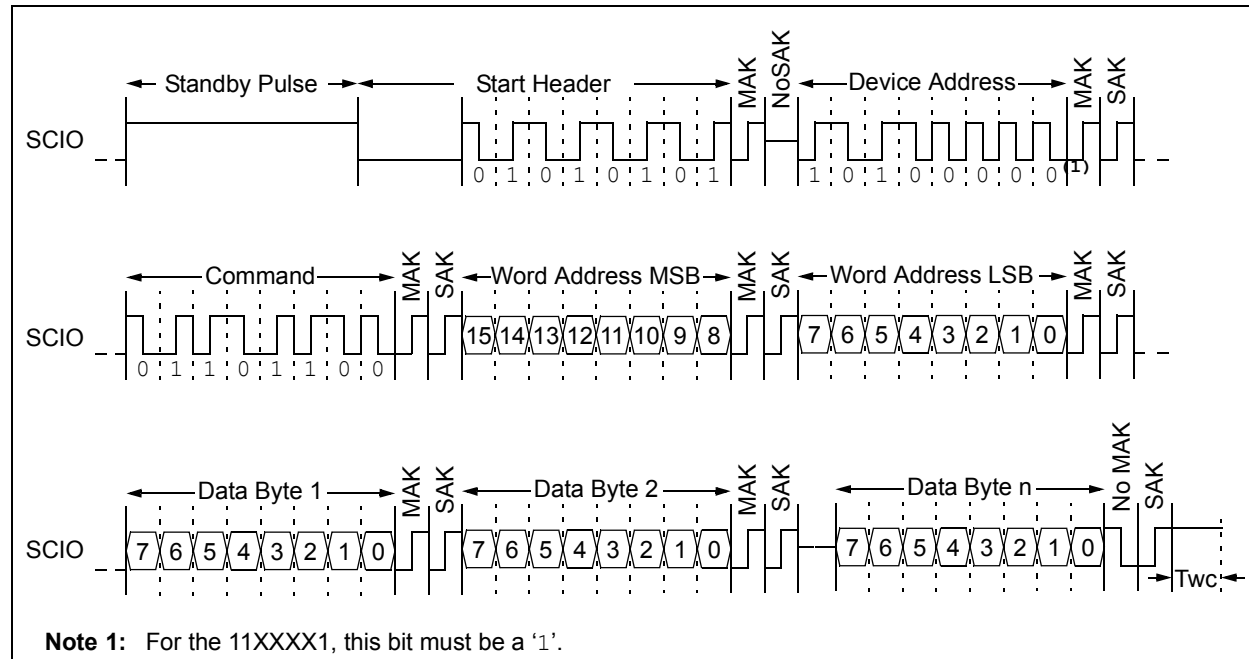 Standby Pulse Start Header MAK NoSAK Device Address MAK SAK
SCIO
0 1 0 1 0 1 0 1 1 0 1 0 0 0 0 0 (1)
Command MAK SAK Word Address MSB MAK SAK Word Address LSB MAK SAK
SCIO 15 14 13 12 11 10 9 8 7 6 5 4 3 2 1 0
0 1 1 0 1 1 0 0
Data Byte 1 MAK SAK Data Byte 2 MAK SAK Data Byte n No MAK SAK
SCIO 7 6 5 4 3 2 1 0 7 6 5 4 3 2 1 0 7 6 5 4 3 2 1 0
Twc
Note 1: For the 11XXXX1, this bit must be a ‘1’.